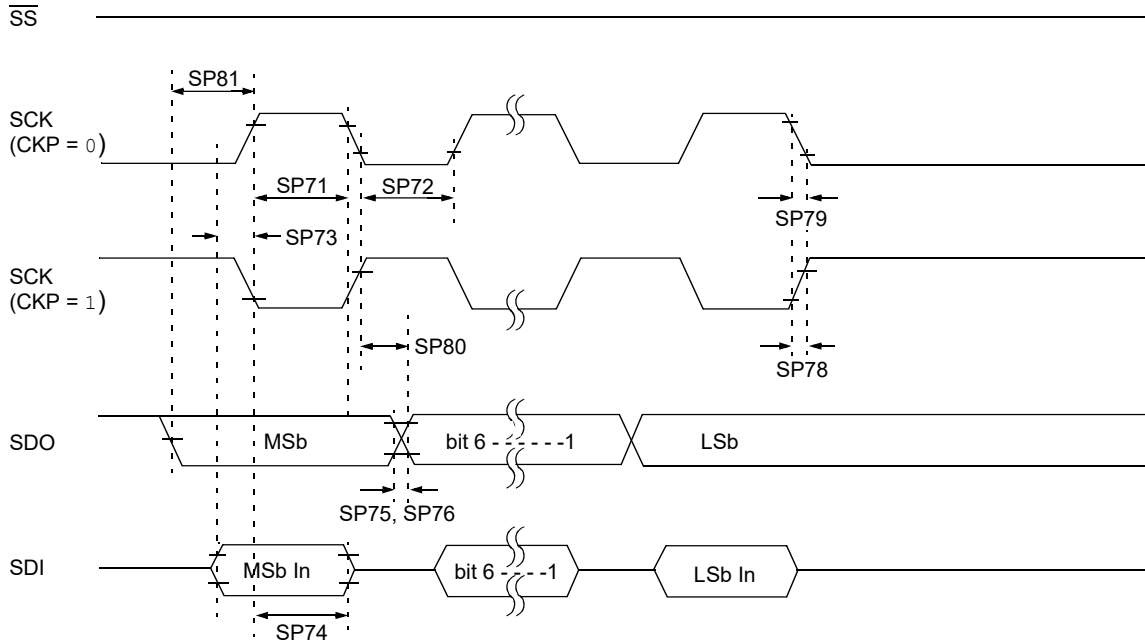 SS
SP81
SCK
(CKP = 0)
SP71
SP72
SP79
SP73
SCK
(CKP = 1)
SP80
SP78
SDO
MSb
bit 6 - - - - - -1
LSb
SP75, SP76
SDI
MSb In
bit 6 - - - - -1
LSb In
SP74